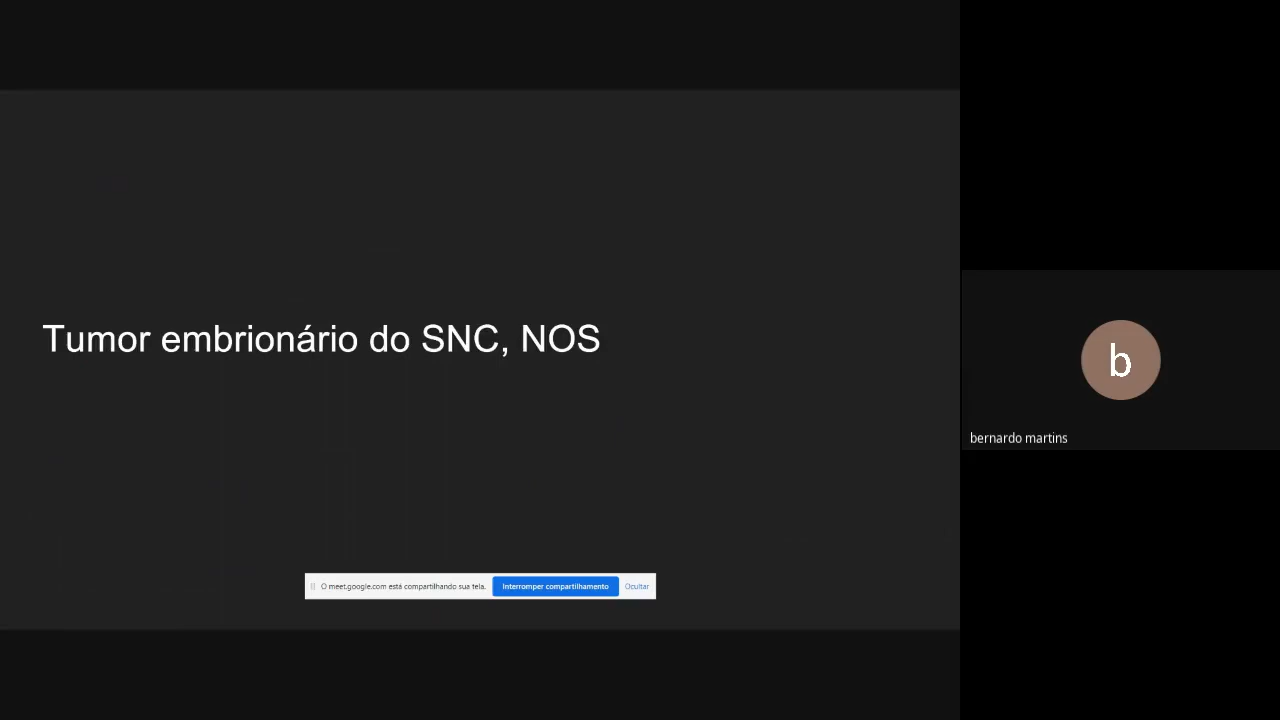 Tumor embrionário do SNC, NOS
b
bernardo martins
O meet.google.com está compartilhando sua tela. Interromper compartilhamento Ocultar